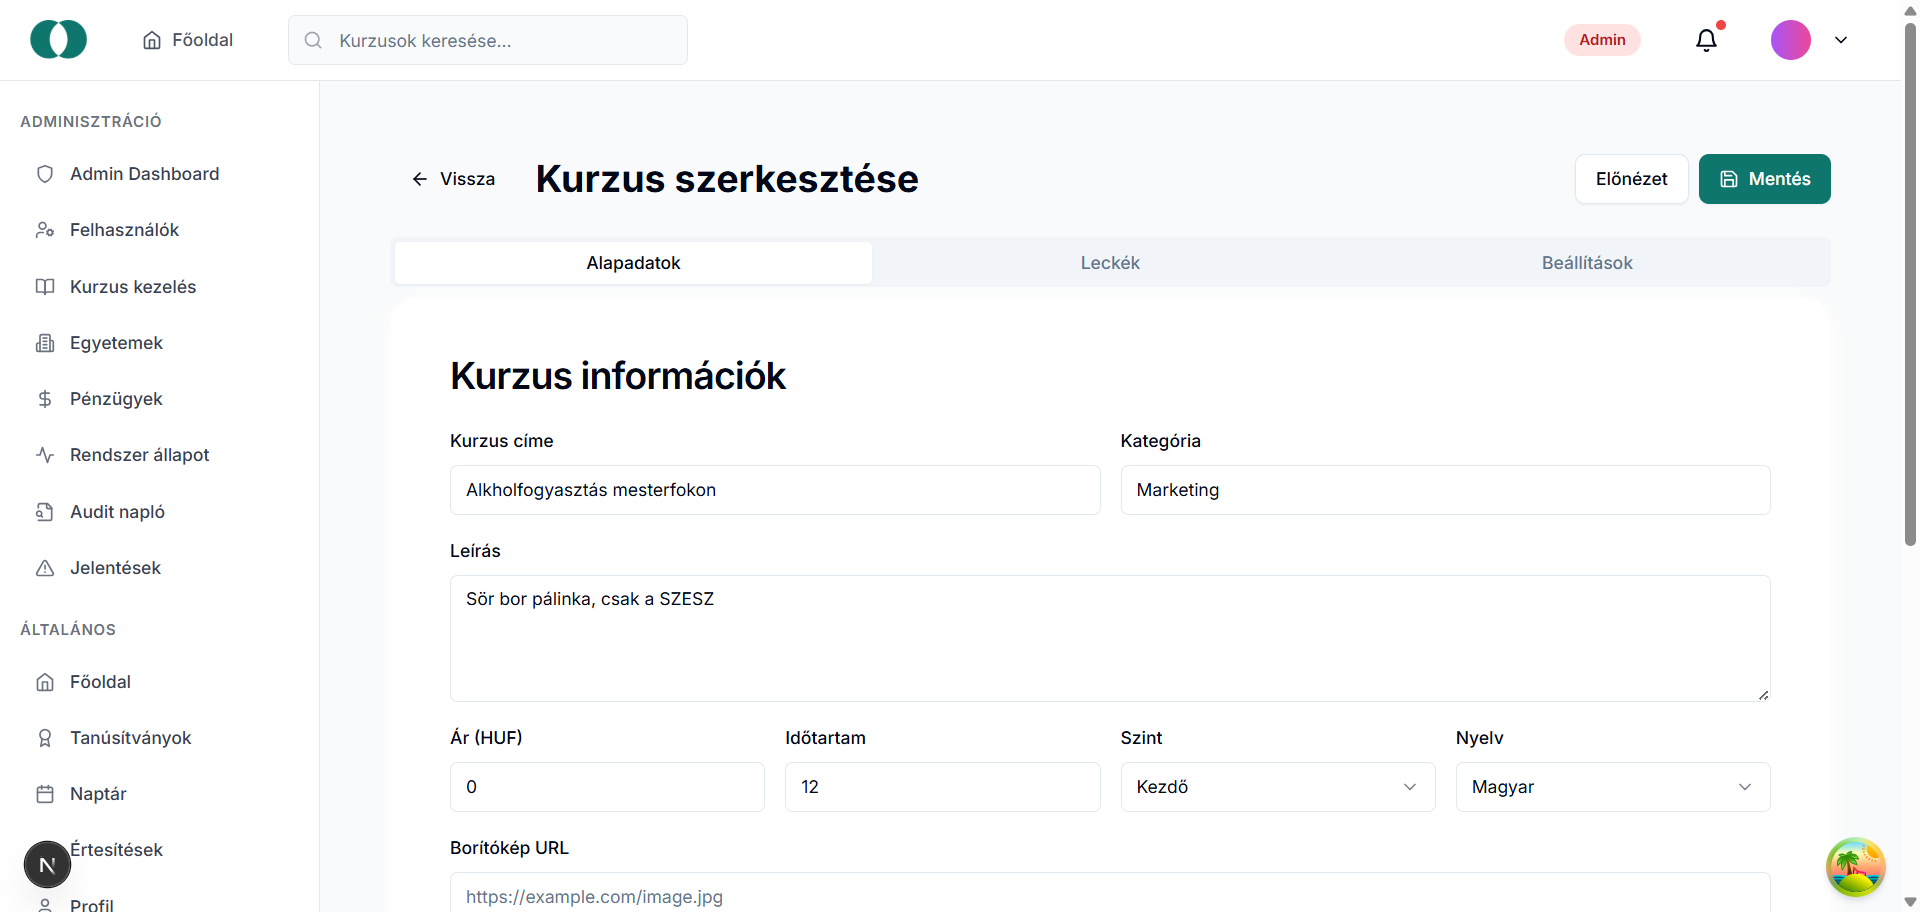 Főoldal
Kurzusok keresése...
Admin
ADMINISZTRÁCIÓ
Admin Dashboard
Felhasználók
Kurzus kezelés
Egyetemek
Pénzügyek
Rendszer állapot
Audit napló
Jelentések
ÁLTALÁNOS
Főoldal
Tanúsítványok
Naptár
Értesítések
Profil
N
Vissza
Kurzus szerkesztése
Előnézet
Mentés
Alapadatok
Leckék
Beállítások
Kurzus információk
Kurzus címe
Kategória
Alkholfogyasztás mesterfokon
Marketing
Leírás
Sör bor pálinka, csak a SZESZ
Ár (HUF)
Időtartam
Szint
Nyelv
0
12
Kezdő
Magyar
Borítókép URL
https://example.com/image.jpg